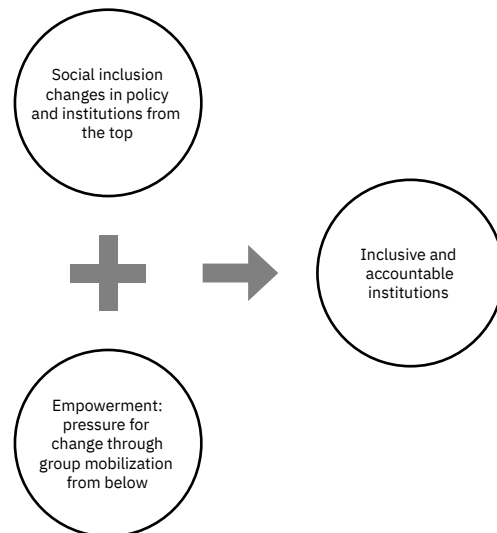 Social inclusion
changes in policy
and institutions from
the top
Inclusive and
accountable
institutions
Empowerment:
pressure for
change through
group mobilization
from below